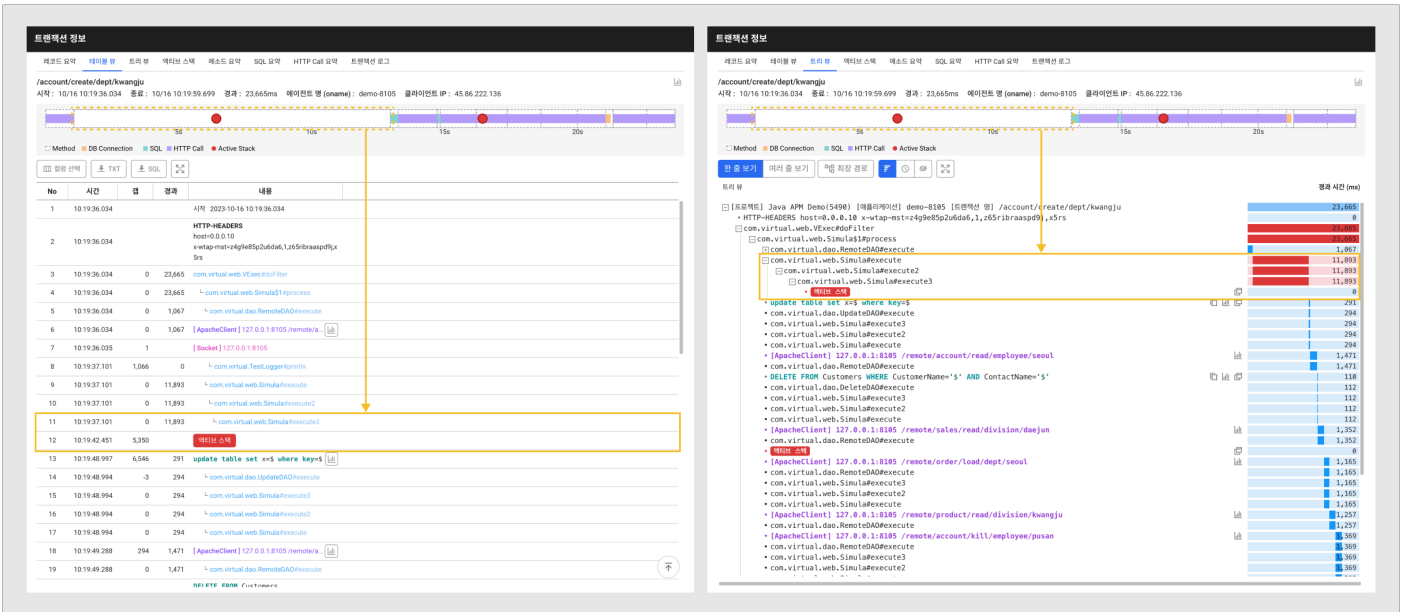 트랜잭션 정보
레코드 요약 테이블 뷰 트리 뷰 액티브 스택 메소드 요약 SQL 요약 HTTP Call 요약 트랜잭션 로그
/account/create/dept/kwangju
시작 : 10/16 10:19:36.034 종료 : 10/16 10:19:59.699 경과 : 23,665ms 에이전트 명 (oname) : demo-8105 클라이언트 IP : 45.86.222.136
5s 10s 15s 20s
Method DB Connection SQL HTTP Call Active Stack
컬럼 선택 TXT SQL
No 시간 갭 경과 내용
1 10:19:36.034 시작 2023-10-16 10:19:36.034
2 10:19:36.034 HTTP-HEADERS
host=0.0.0.10
x-wtap-mst=z4g9e85p2u6da6,1,z65ribraaspd9j,x
5rs
3 10:19:36.034 0 23,665 com.virtual.web.VExec#doFilter
4 10:19:36.034 0 23,665 └ com.virtual.web.Simula$1#process
5 10:19:36.034 0 1,067 └ com.virtual.dao.RemoteDAO#execute
6 10:19:36.034 0 1,067 [ApacheClient] 127.0.0.1:8105 /remote/a...
7 10:19:36.035 1 [Socket] 127.0.0.1:8105
8 10:19:37.101 1,066 0 └ com.virtual.TestLogger#println
9 10:19:37.101 0 11,893 └ com.virtual.web.Simula#execute
10 10:19:37.101 0 11,893 └ com.virtual.web.Simula#execute2
11 10:19:37.101 0 11,893 └ com.virtual.web.Simula#execute3
12 10:19:42.451 5,350 액티브 스택
13 10:19:48.997 6,546 291 update table set x=$ where key=$
14 10:19:48.994 -3 294 └ com.virtual.dao.UpdateDAO#execute
15 10:19:48.994 0 294 └ com.virtual.web.Simula#execute3
16 10:19:48.994 0 294 └ com.virtual.web.Simula#execute2
17 10:19:48.994 0 294 └ com.virtual.web.Simula#execute
18 10:19:49.288 294 1,471 [ApacheClient] 127.0.0.1:8105 /remote/a...
19 10:19:49.288 0 1,471 └ com.virtual.dao.RemoteDAO#execute
DELETE FROM Customers
트랜잭션 정보
레코드 요약 테이블 뷰 트리 뷰 액티브 스택 메소드 요약 SQL 요약 HTTP Call 요약 트랜잭션 로그
/account/create/dept/kwangju
시작 : 10/16 10:19:36.034 종료 : 10/16 10:19:59.699 경과 : 23,665ms 에이전트 명 (oname) : demo-8105 클라이언트 IP : 45.86.222.136
5s 10s 15s 20s
Method DB Connection SQL HTTP Call Active Stack
한 줄 보기 여러 줄 보기 최장 경로
트리 뷰 경과 시간 (ms)
[프로젝트] Java APM Demo(5490) [애플리케이션] demo-8105 [트랜잭션 명] /account/create/dept/kwangju 23,665
HTTP-HEADERS host=0.0.0.10 x-wtap-mst=z4g9e85p2u6da6,1,z65ribraaspd9j,x5rs 0
com.virtual.web.VExec#doFilter 23,665
com.virtual.web.Simula$1#process 23,665
com.virtual.dao.RemoteDAO#execute 1,067
com.virtual.web.Simula#execute 11,893
com.virtual.web.Simula#execute2 11,893
com.virtual.web.Simula#execute3 11,893
액티브 스택 0
update table set x=$ where key=$ 291
com.virtual.dao.UpdateDAO#execute 294
com.virtual.web.Simula#execute3 294
com.virtual.web.Simula#execute2 294
com.virtual.web.Simula#execute 294
[ApacheClient] 127.0.0.1:8105 /remote/account/read/employee/seoul 1,471
com.virtual.dao.RemoteDAO#execute 1,471
DELETE FROM Customers WHERE CustomerName='$' AND ContactName='$' 110
com.virtual.dao.DeleteDAO#execute 112
com.virtual.web.Simula#execute3 112
com.virtual.web.Simula#execute2 112
com.virtual.web.Simula#execute 112
[ApacheClient] 127.0.0.1:8105 /remote/sales/read/division/daejun 1,352
com.virtual.dao.RemoteDAO#execute 1,352
액티브 스택 0
[ApacheClient] 127.0.0.1:8105 /remote/order/load/dept/seoul 1,165
com.virtual.dao.RemoteDAO#execute 1,165
com.virtual.web.Simula#execute3 1,165
com.virtual.web.Simula#execute2 1,165
com.virtual.web.Simula#execute 1,165
[ApacheClient] 127.0.0.1:8105 /remote/product/read/division/kwangju 1,257
com.virtual.dao.RemoteDAO#execute 1,257
[ApacheClient] 127.0.0.1:8105 /remote/account/kill/employee/pusan 1,369
com.virtual.dao.RemoteDAO#execute 1,369
com.virtual.web.Simula#execute3 1,369
com.virtual.web.Simula#execute2 1,369